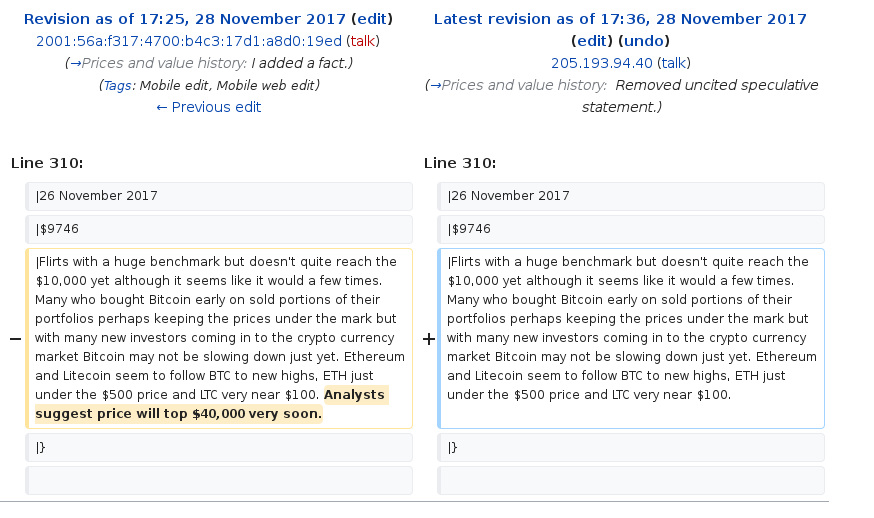 Revision as of 17:25, 28 November 2017 (edit)
2001:56a:f317:4700:b4c3:17d1:a8d0:19ed (talk)
(→Prices and value history: I added a fact.)
(Tags: Mobile edit, Mobile web edit)
← Previous edit
Latest revision as of 17:36, 28 November 2017
(edit) (undo)
205.193.94.40 (talk)
(→Prices and value history: Removed uncited speculative
statement.)
Line 310:
Line 310:
|26 November 2017
|26 November 2017
|$9746
|$9746
−
|Flirts with a huge benchmark but doesn't quite reach the
$10,000 yet although it seems like it would a few times.
Many who bought Bitcoin early on sold portions of their
portfolios perhaps keeping the prices under the mark but
with many new investors coming in to the crypto currency
market Bitcoin may not be slowing down just yet. Ethereum
and Litecoin seem to follow BTC to new highs, ETH just
under the $500 price and LTC very near $100. Analysts
suggest price will top $40,000 very soon.
+
|Flirts with a huge benchmark but doesn't quite reach the
$10,000 yet although it seems like it would a few times.
Many who bought Bitcoin early on sold portions of their
portfolios perhaps keeping the prices under the mark but
with many new investors coming in to the crypto currency
market Bitcoin may not be slowing down just yet. Ethereum
and Litecoin seem to follow BTC to new highs, ETH just
under the $500 price and LTC very near $100.
|}
|}